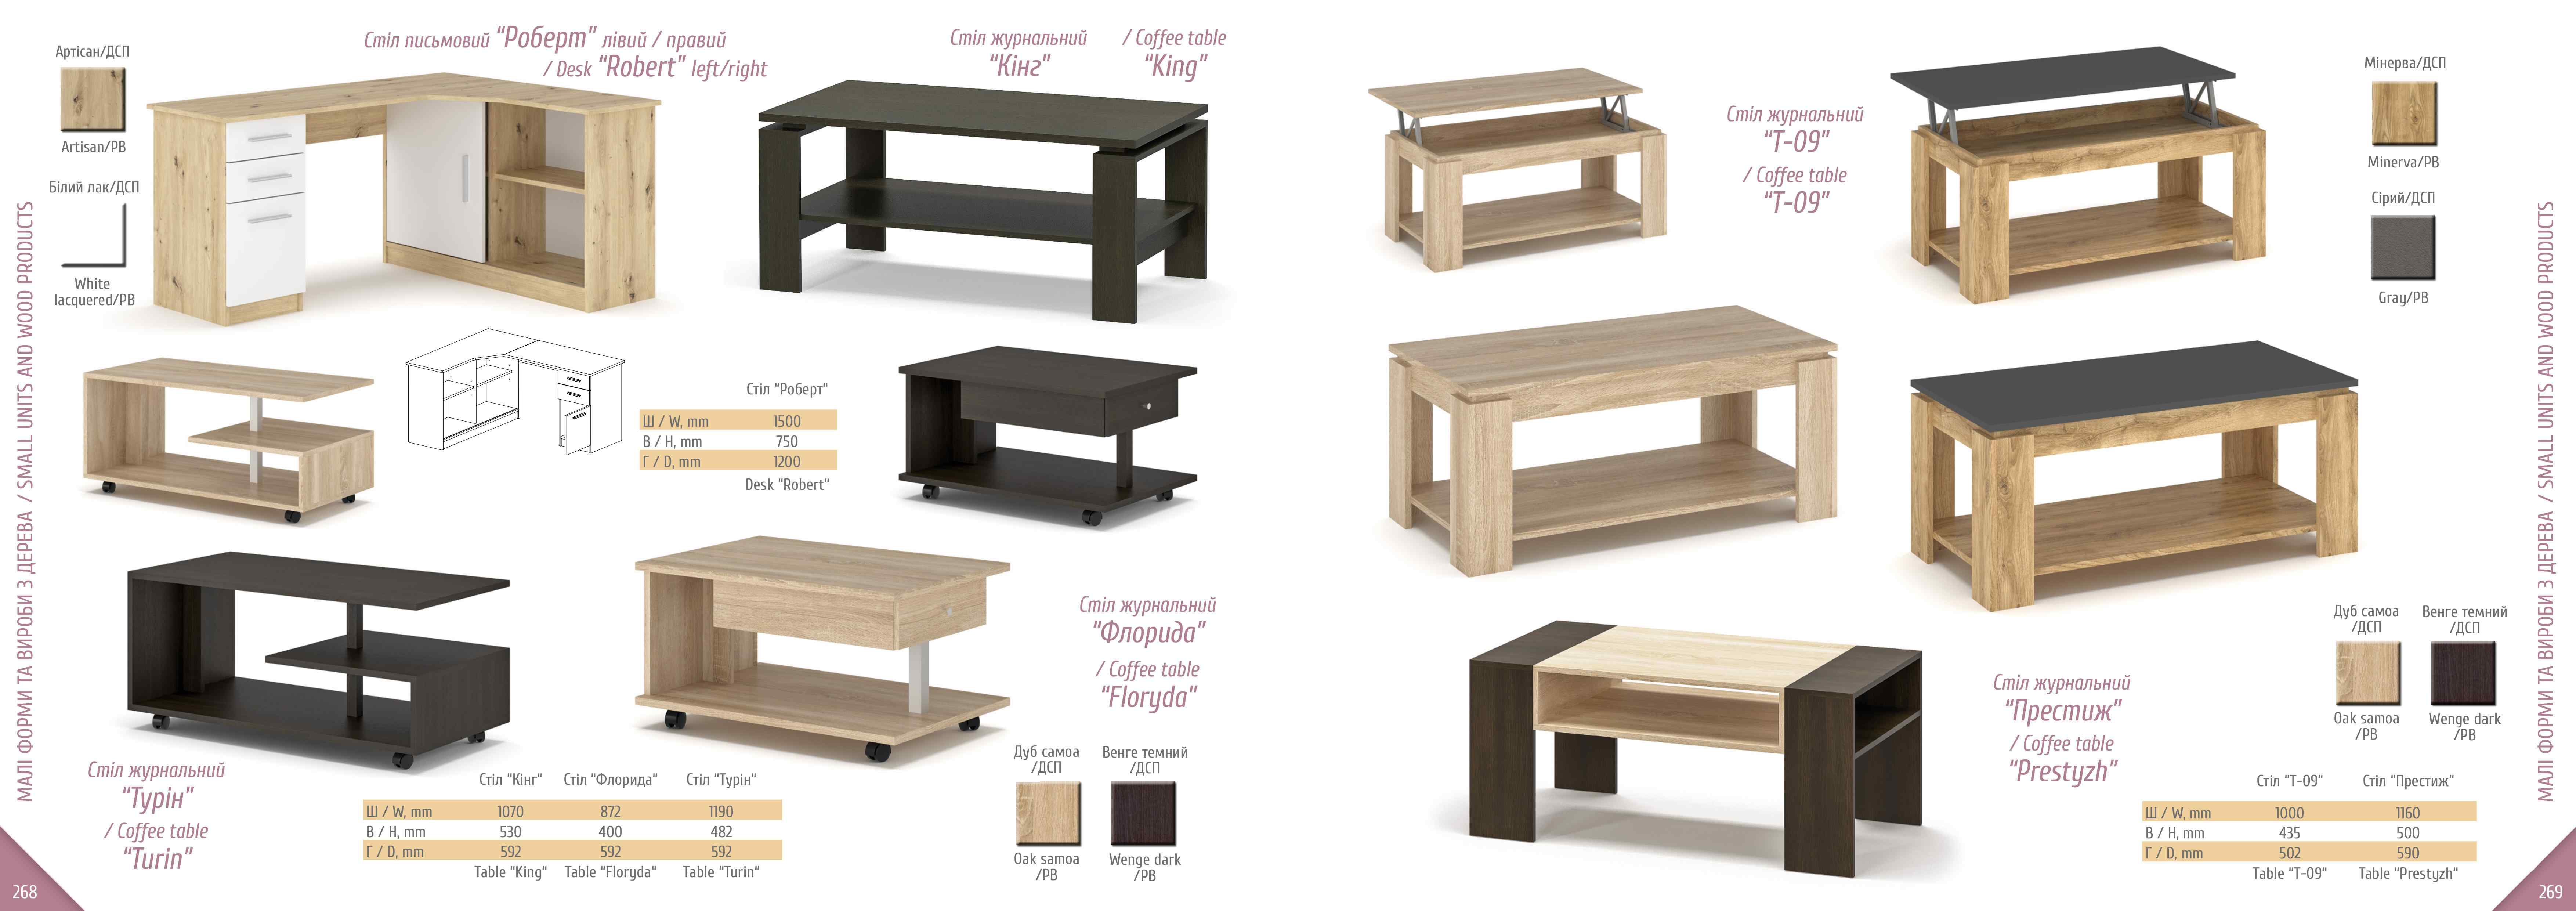 Артісан/ДСП
Artisan/PB
Білий лак/ДСП
White
lacquered/PB
Стіл письмовий “Роберт” лівий / правий
/ Desk “Robert” left/right
Стіл журнальний / Coffee table
“Кінг” “King”
Стіл “Роберт“
Ш / W, mm 1500
В / H, mm 750
Г / D, mm 1200
Desk “Robert“
Стіл журнальний
“Флорида”
/ Coffee table
“Floryda”
Стіл журнальний
“Турін”
/ Coffee table
“Turin”
Стіл “Кінг“ Стіл “Флорида“ Стіл “Турін“
Ш / W, mm 1070 872 1190
В / H, mm 530 400 482
Г / D, mm 592 592 592
Table “King“ Table “Floryda“ Table “Turin“
Дуб самоа
/ДСП
Oak samoa
/PB
Венге темний
/ДСП
Wenge dark
/PB
МАЛІ ФОРМИ ТА ВИРОБИ З ДЕРЕВА / SMALL UNITS AND WOOD PRODUCTS
268
Стіл журнальний
“Т-09”
/ Coffee table
“T-09”
Мінерва/ДСП
Minerva/PB
Сірий/ДСП
Gray/PB
Дуб самоа
/ДСП
Oak samoa
/PB
Венге темний
/ДСП
Wenge dark
/PB
Стіл журнальний
“Престиж”
/ Coffee table
“Prestyzh”
Стіл “Т-09“ Стіл “Престиж“
Ш / W, mm 1000 1160
В / H, mm 435 500
Г / D, mm 502 590
Table “T-09“ Table “Prestyzh“
МАЛІ ФОРМИ ТА ВИРОБИ З ДЕРЕВА / SMALL UNITS AND WOOD PRODUCTS
269